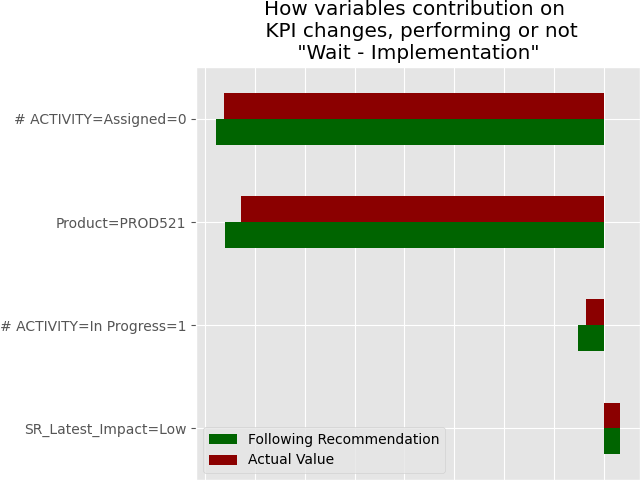 How variables contribution on
KPI changes, performing or not
"Wait - Implementation"
# ACTIVITY=Assigned=0
Product=PROD521
# ACTIVITY=In Progress=1
SR_Latest_Impact=Low
Following Recommendation
Actual Value